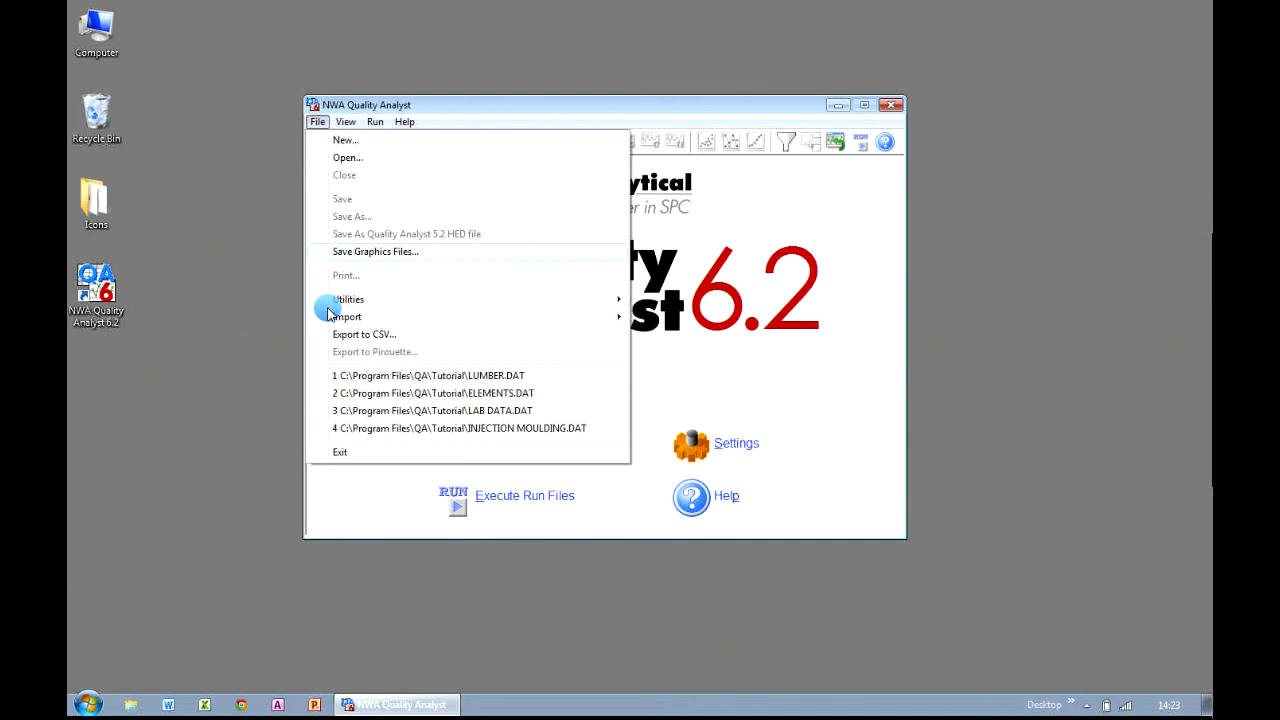 Computer
Recycle Bin
Icons
NWA Quality
Analyst 6.2
NWA Quality Analyst
File View Run Help
New...
Open...
Close
Save
Save As...
Save As Quality Analyst 5.2 HED file
Save Graphics Files...
Print...
Utilities
Import
Export to CSV...
Export to Pirouette...
1 C:\Program Files\QA\Tutorial\LUMBER.DAT
2 C:\Program Files\QA\Tutorial\ELEMENTS.DAT
3 C:\Program Files\QA\Tutorial\LAB DATA.DAT
4 C:\Program Files\QA\Tutorial\INJECTION MOULDING.DAT
Exit
RUN
ytical
er in SPC
ty
st 6.2
Settings
RUN Execute Run Files
Help
NWA Quality Analyst
Desktop
14:23